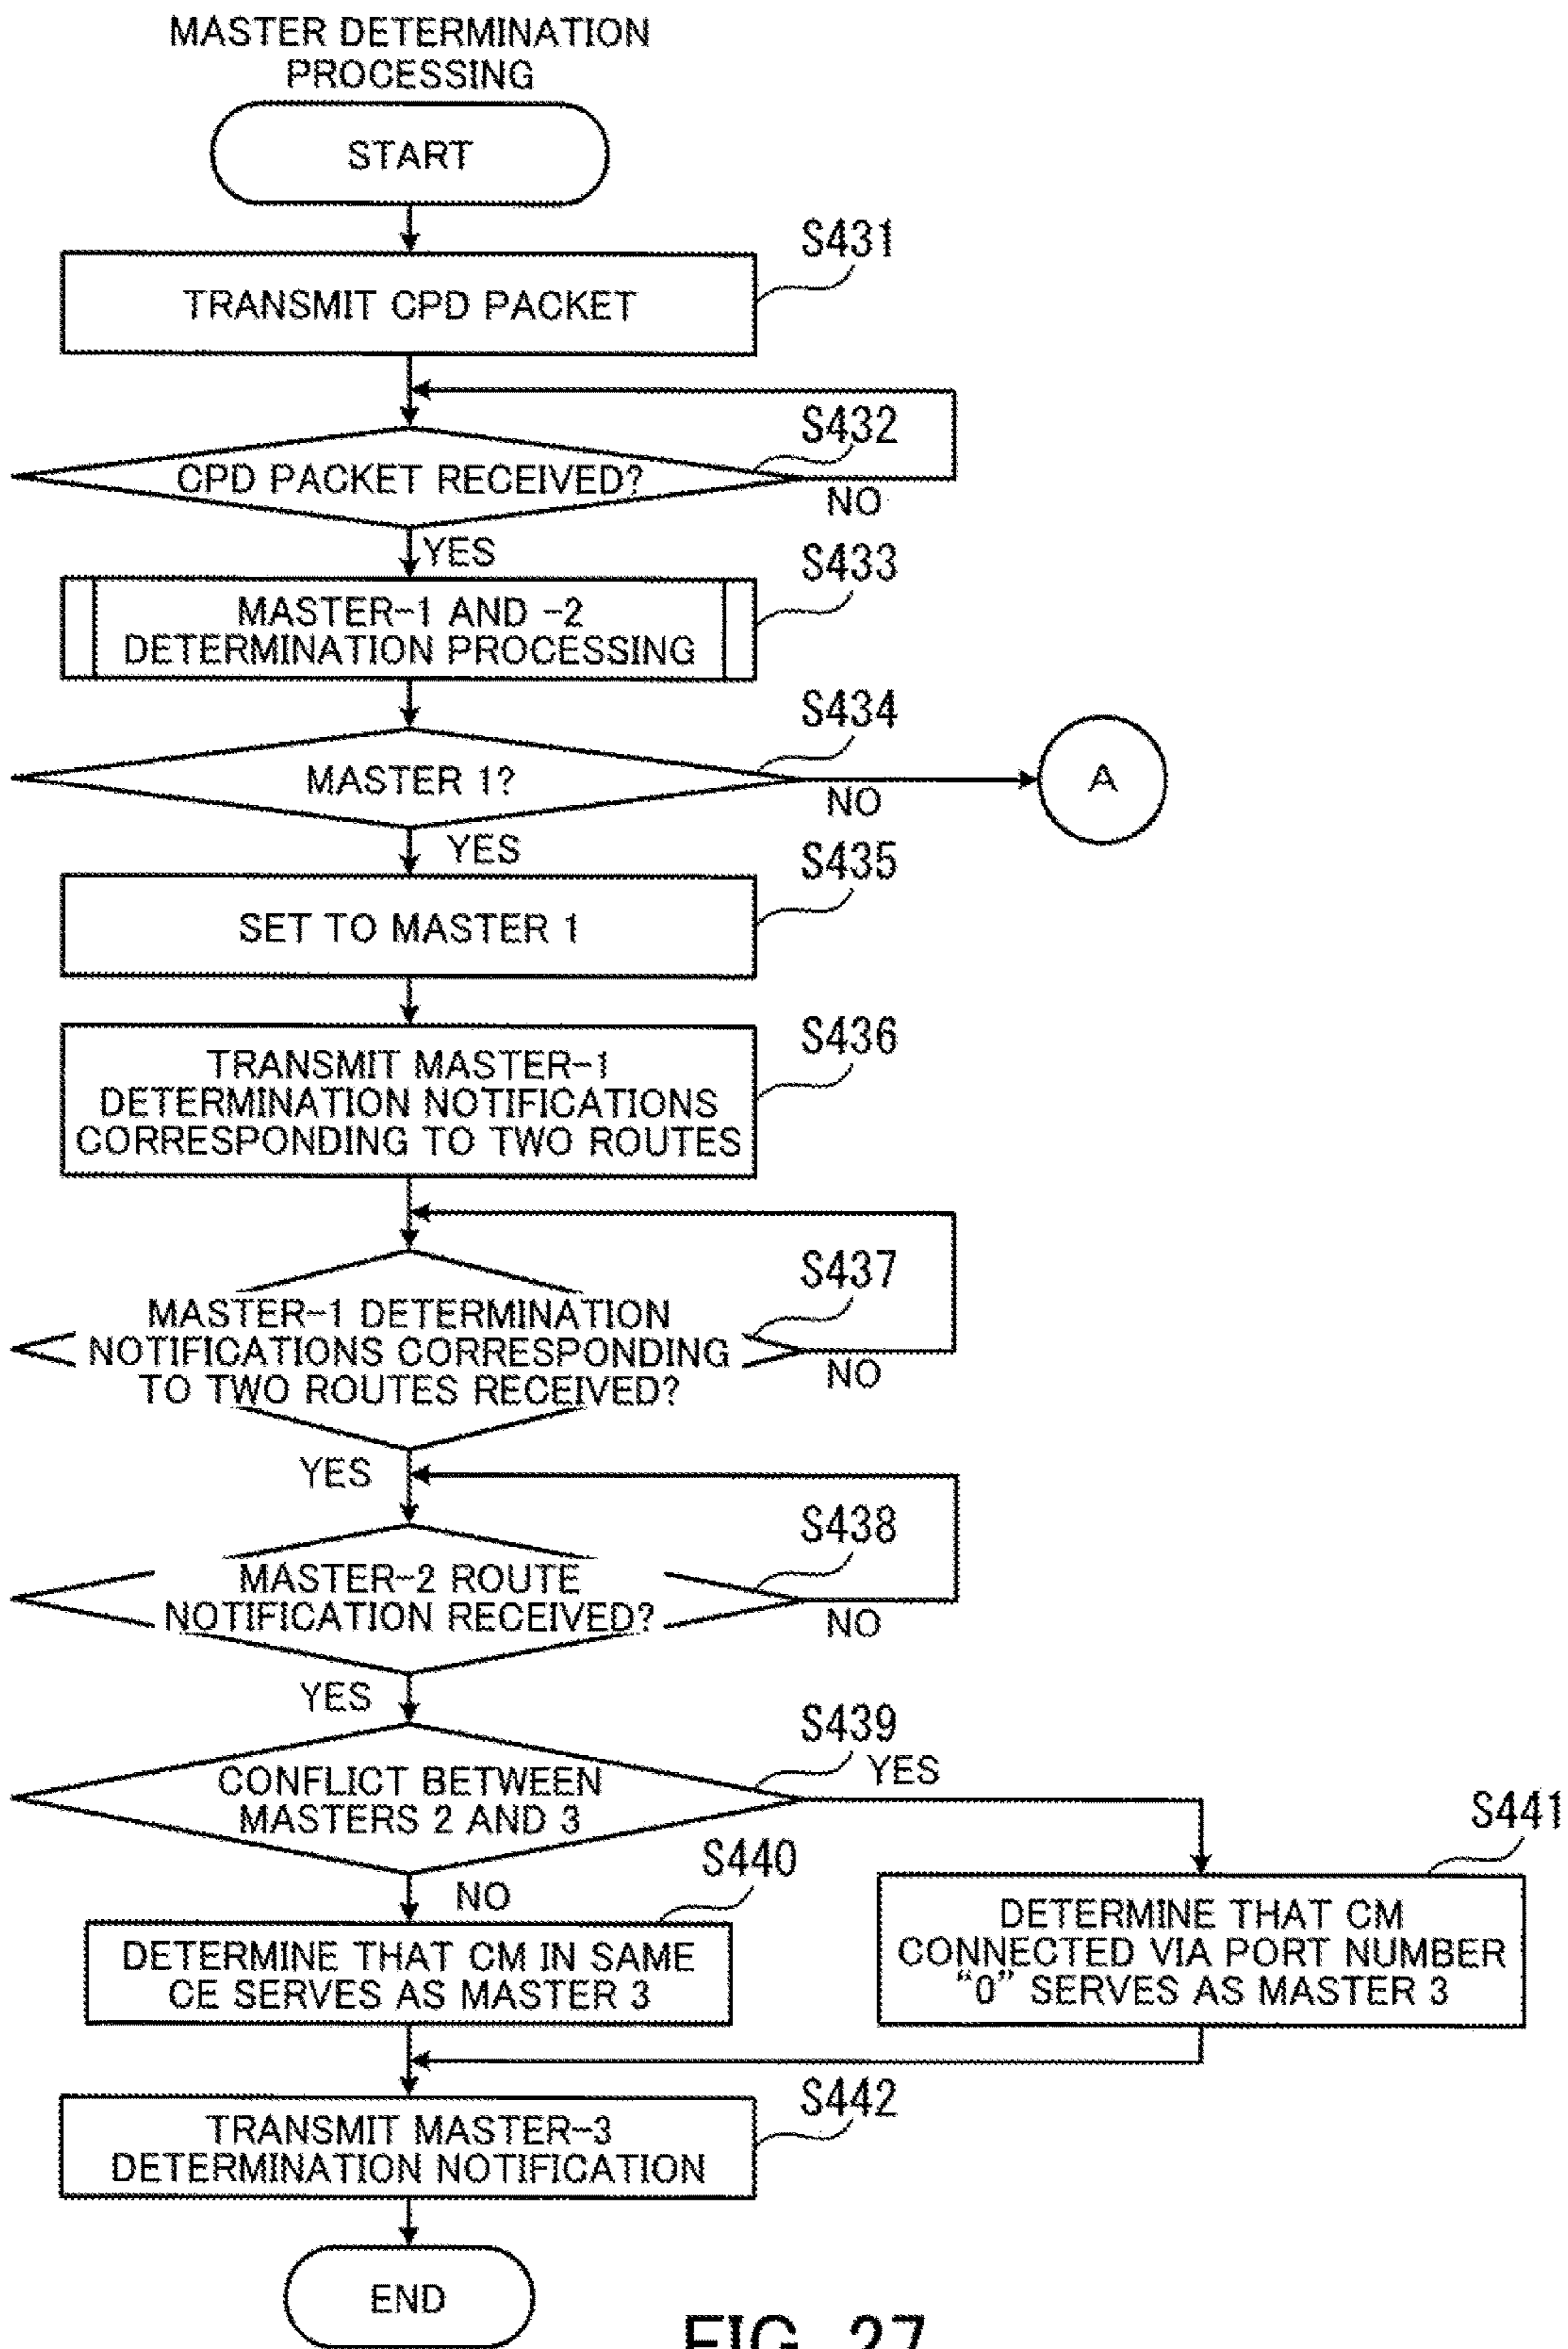 MASTER DETERMINATION
PROCESSING
START
S431
TRANSMIT CPD PACKET
S432
CPD PACKET RECEIVED?
NO
YES
S433
MASTER-1 AND -2
DETERMINATION PROCESSING
S434
MASTER 1?
NO
A
YES
S435
SET TO MASTER 1
S436
TRANSMIT MASTER-1
DETERMINATION NOTIFICATIONS
CORRESPONDING TO TWO ROUTES
S437
MASTER-1 DETERMINATION
NOTIFICATIONS CORRESPONDING
TO TWO ROUTES RECEIVED?
NO
YES
S438
MASTER-2 ROUTE
NOTIFICATION RECEIVED?
NO
YES
S439
CONFLICT BETWEEN
MASTERS 2 AND 3
YES
S441
S440
NO
DETERMINE THAT CM IN SAME
CE SERVES AS MASTER 3
DETERMINE THAT CM
CONNECTED VIA PORT NUMBER
“0” SERVES AS MASTER 3
S442
TRANSMIT MASTER-3
DETERMINATION NOTIFICATION
END
FIG. 27